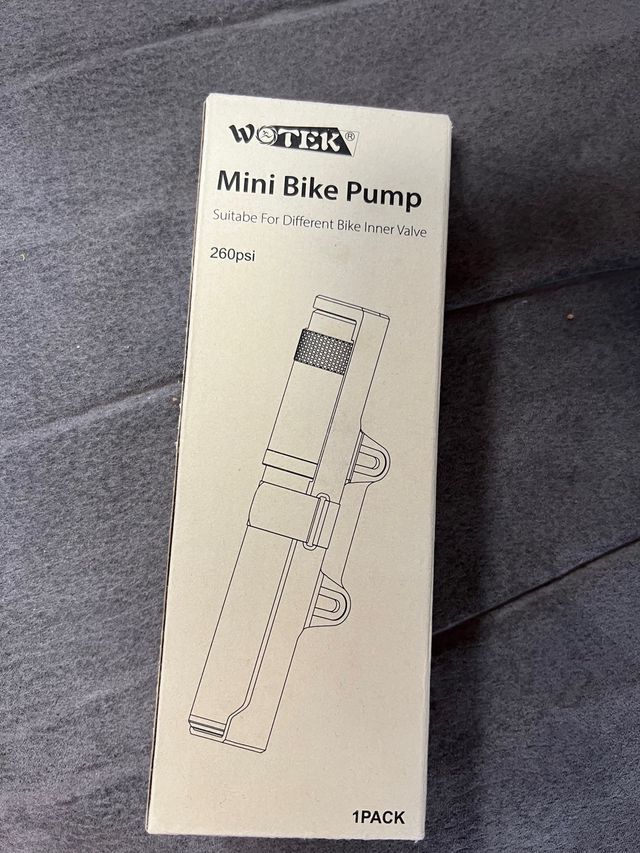 WOTEK®
Mini Bike Pump
Suitabe For Different Bike Inner Valve
260psi
1PACK